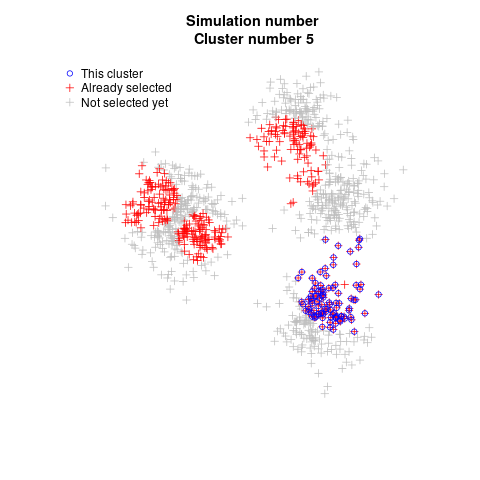 Simulation number
Cluster number 5
This cluster
Already selected
Not selected yet